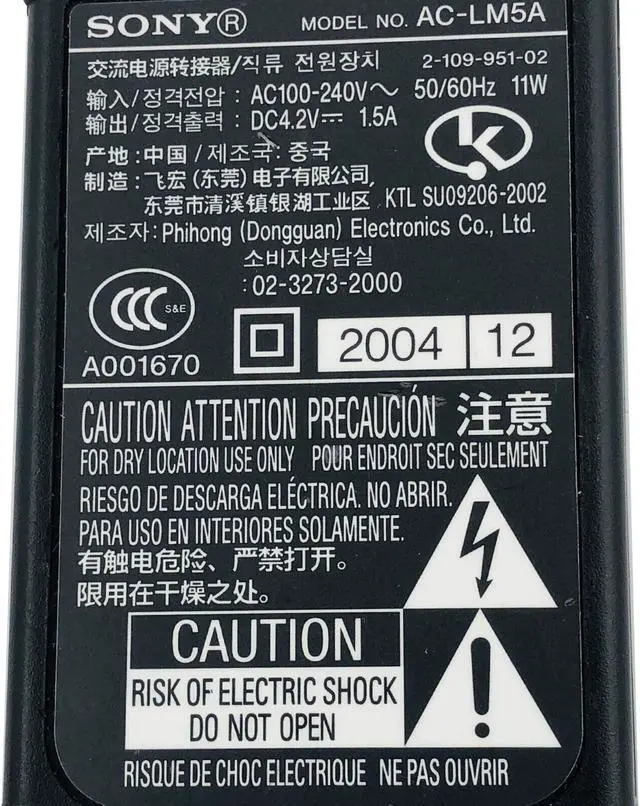 SONY® MODEL NO. AC-LM5A
交流电源转接器/직류 전원장치 2-109-951-02
输入/정격전압 : AC100-240V～ 50/60Hz 11W
输出/정격출력 : DC4.2V⎓ 1.5A
产地 : 中国 / 제조국: 중국
制造 : 飞宏 (东莞) 电子有限公司,
东莞市清溪镇银湖工业区 KTL SU09206-2002
제조자: Phihong (Dongguan) Electronics Co., Ltd.
소비자상담실
: 02-3273-2000
CCC S&E
A001670
2004 12
CAUTION ATTENTION PRECAUCIÓN 注意
FOR DRY LOCATION USE ONLY POUR ENDROIT SEC SEULEMENT
RIESGO DE DESCARGA ELÉCTRICA. NO ABRIR.
PARA USO EN INTERIORES SOLAMENTE.
有触电危险、严禁打开。
限用在干燥之处。
CAUTION
RISK OF ELECTRIC SHOCK
DO NOT OPEN
RISQUE DE CHOC ELECTRIQUE NE PAS OUVRIR